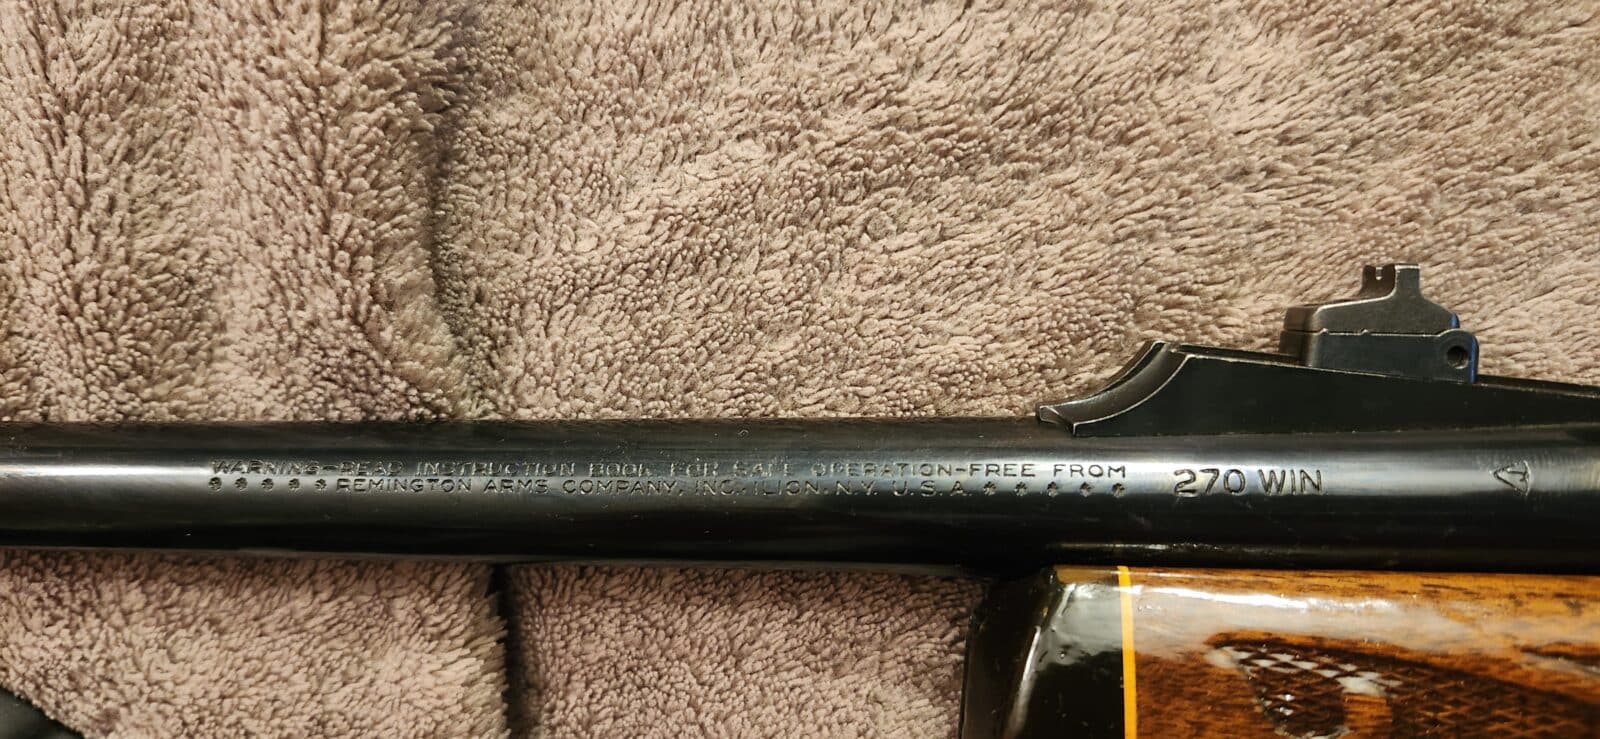 WARNING-READ INSTRUCTION BOOK FOR SAFE OPERATION-FREE FROM
★★★★★REMINGTON ARMS COMPANY, INC. ILION, N.Y. U.S.A.★★★★★
270 WIN